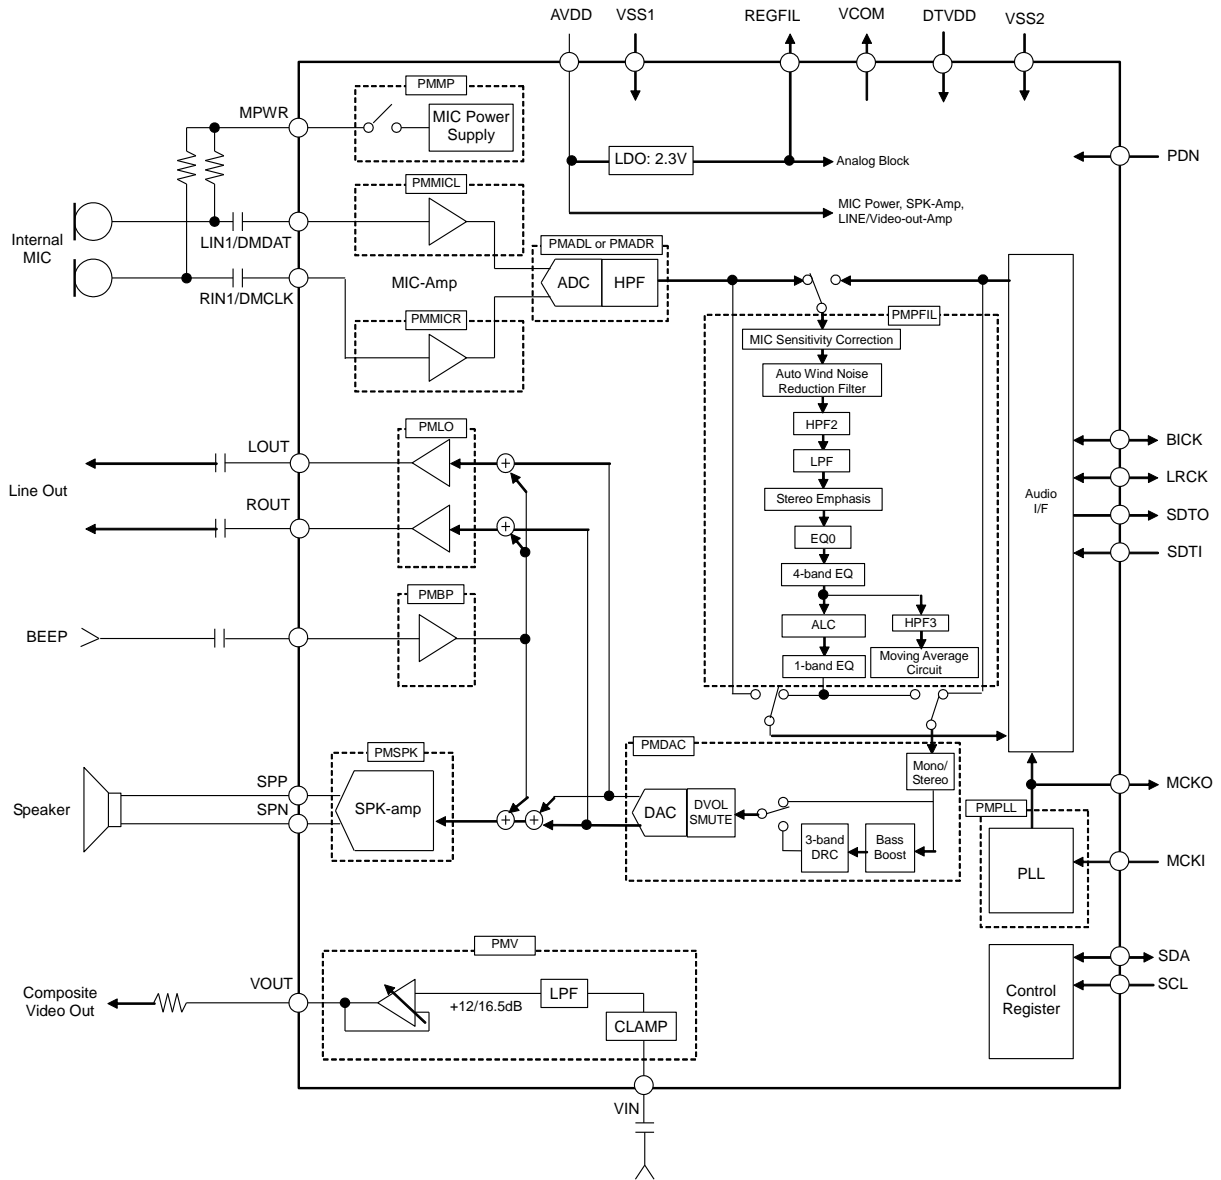 AVDD VSS1 REGFIL VCOM DTVDD VSS2
PMMP
MPWR
MIC Power
Supply
LDO: 2.3V
Analog Block
PDN
PMMICL
MIC Power, SPK-Amp,
LINE/Video-out-Amp
Internal
MIC
LIN1/DMDAT
RIN1/DMCLK
MIC-Amp
PMADL or PMADR
ADC
HPF
PMMICR
PMPFIL
MIC Sensitivity Correction
Auto Wind Noise
Reduction Filter
HPF2
LPF
Stereo Emphasis
EQ0
4-band EQ
ALC
HPF3
1-band EQ
Moving Average
Circuit
Audio
I/F
BICK
LRCK
SDTO
SDTI
LOUT
PMLO
+
Line Out
ROUT
+
PMBP
BEEP
PMSPK
SPP
Speaker
SPN
SPK-amp
+
+
PMDAC
Mono/
Stereo
DAC
DVOL
SMUTE
3-band
DRC
Bass
Boost
MCKO
PMPLL
PLL
MCKI
PMV
VOUT
Composite
Video Out
+12/16.5dB
LPF
CLAMP
VIN
Control
Register
SDA
SCL